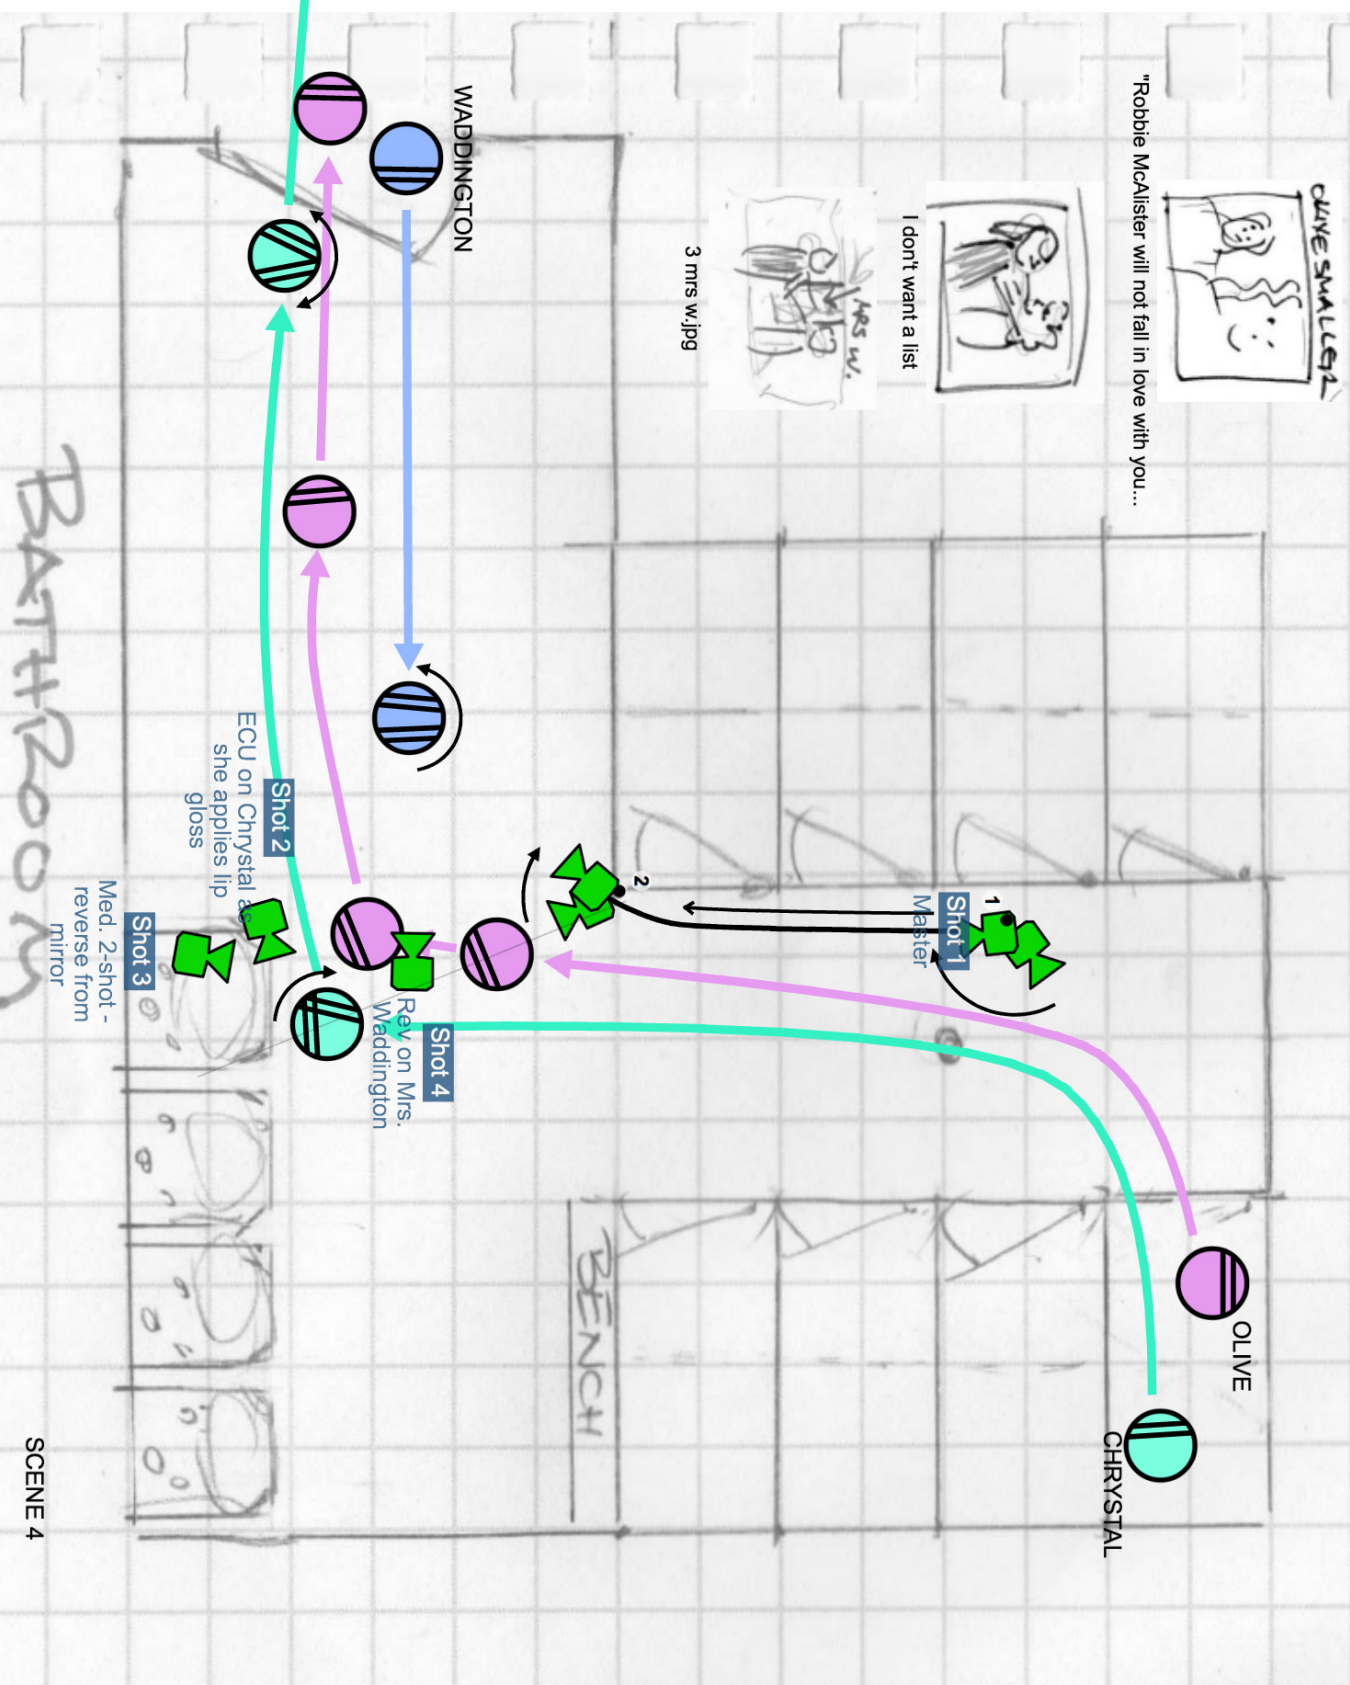 OLIVE SMALLER
"Robbie McAlister will not fall in love with you...
OLIVE
CHRYSTAL
I don't want a list
MRS W.
3 mrs w.jpg
1
Shot 1
Master
2
BENCH
WADDINGTON
Shot 4
Rev on Mrs.
Waddington
Shot 2
ECU on Chrystal as
she applies lip
gloss
Shot 3
Med. 2-shot -
reverse from
mirror
BATHROOM
SCENE 4